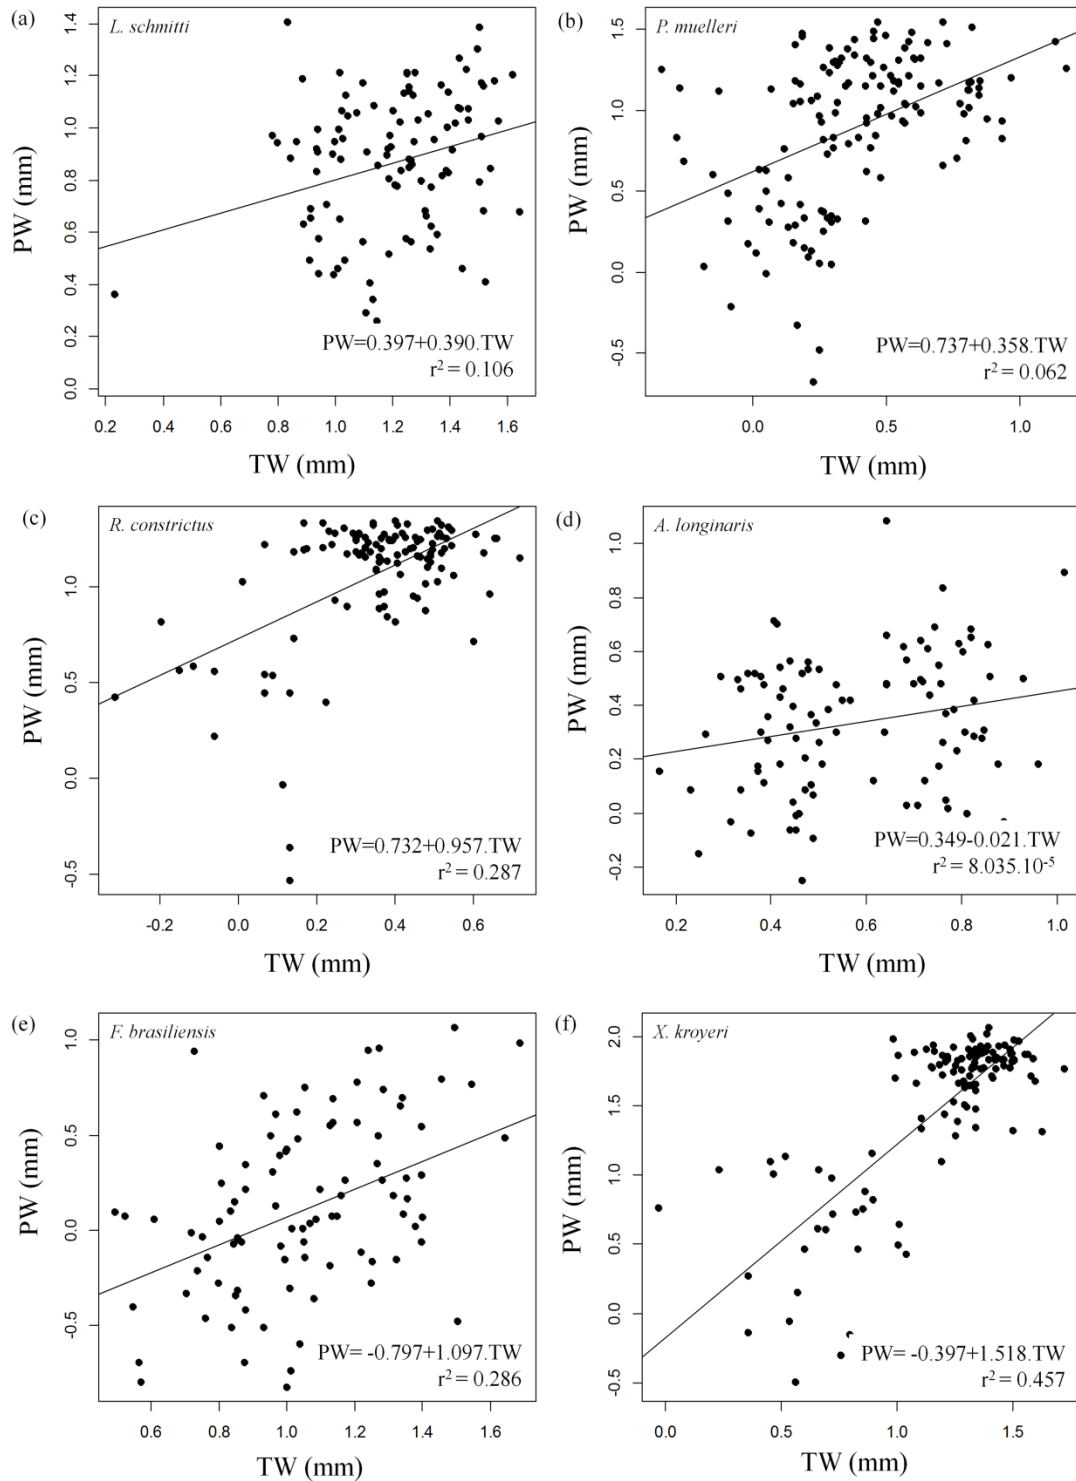 (a)
L. schmitti
PW (mm)
0.0 0.2 0.4 0.6 0.8 1.0 1.2 1.4
PW=0.397+0.390.TW
r² = 0.106
0.2 0.4 0.6 0.8 1.0 1.2 1.4 1.6
TW (mm)
(b)
P. muelleri
PW (mm)
-0.5 0.0 0.5 1.0 1.5
PW=0.737+0.358.TW
r² = 0.062
0.0 0.5 1.0
TW (mm)
(c)
R. constrictus
PW (mm)
-0.5 0.0 0.5 1.0
PW=0.732+0.957.TW
r² = 0.287
-0.2 0.0 0.2 0.4 0.6
TW (mm)
(d)
A. longinaris
PW (mm)
-0.2 0.0 0.2 0.4 0.6 0.8 1.0
PW=0.349-0.021.TW
r² = 8.035.10⁻⁵
0.2 0.4 0.6 0.8 1.0
TW (mm)
(e)
F. brasiliensis
PW (mm)
-0.5 0.0 0.5 1.0
PW= -0.797+1.097.TW
r² = 0.286
0.6 0.8 1.0 1.2 1.4 1.6
TW (mm)
(f)
X. kroyeri
PW (mm)
-0.5 0.0 0.5 1.0 1.5 2.0
PW= -0.397+1.518.TW
r² = 0.457
0.0 0.5 1.0 1.5
TW (mm)